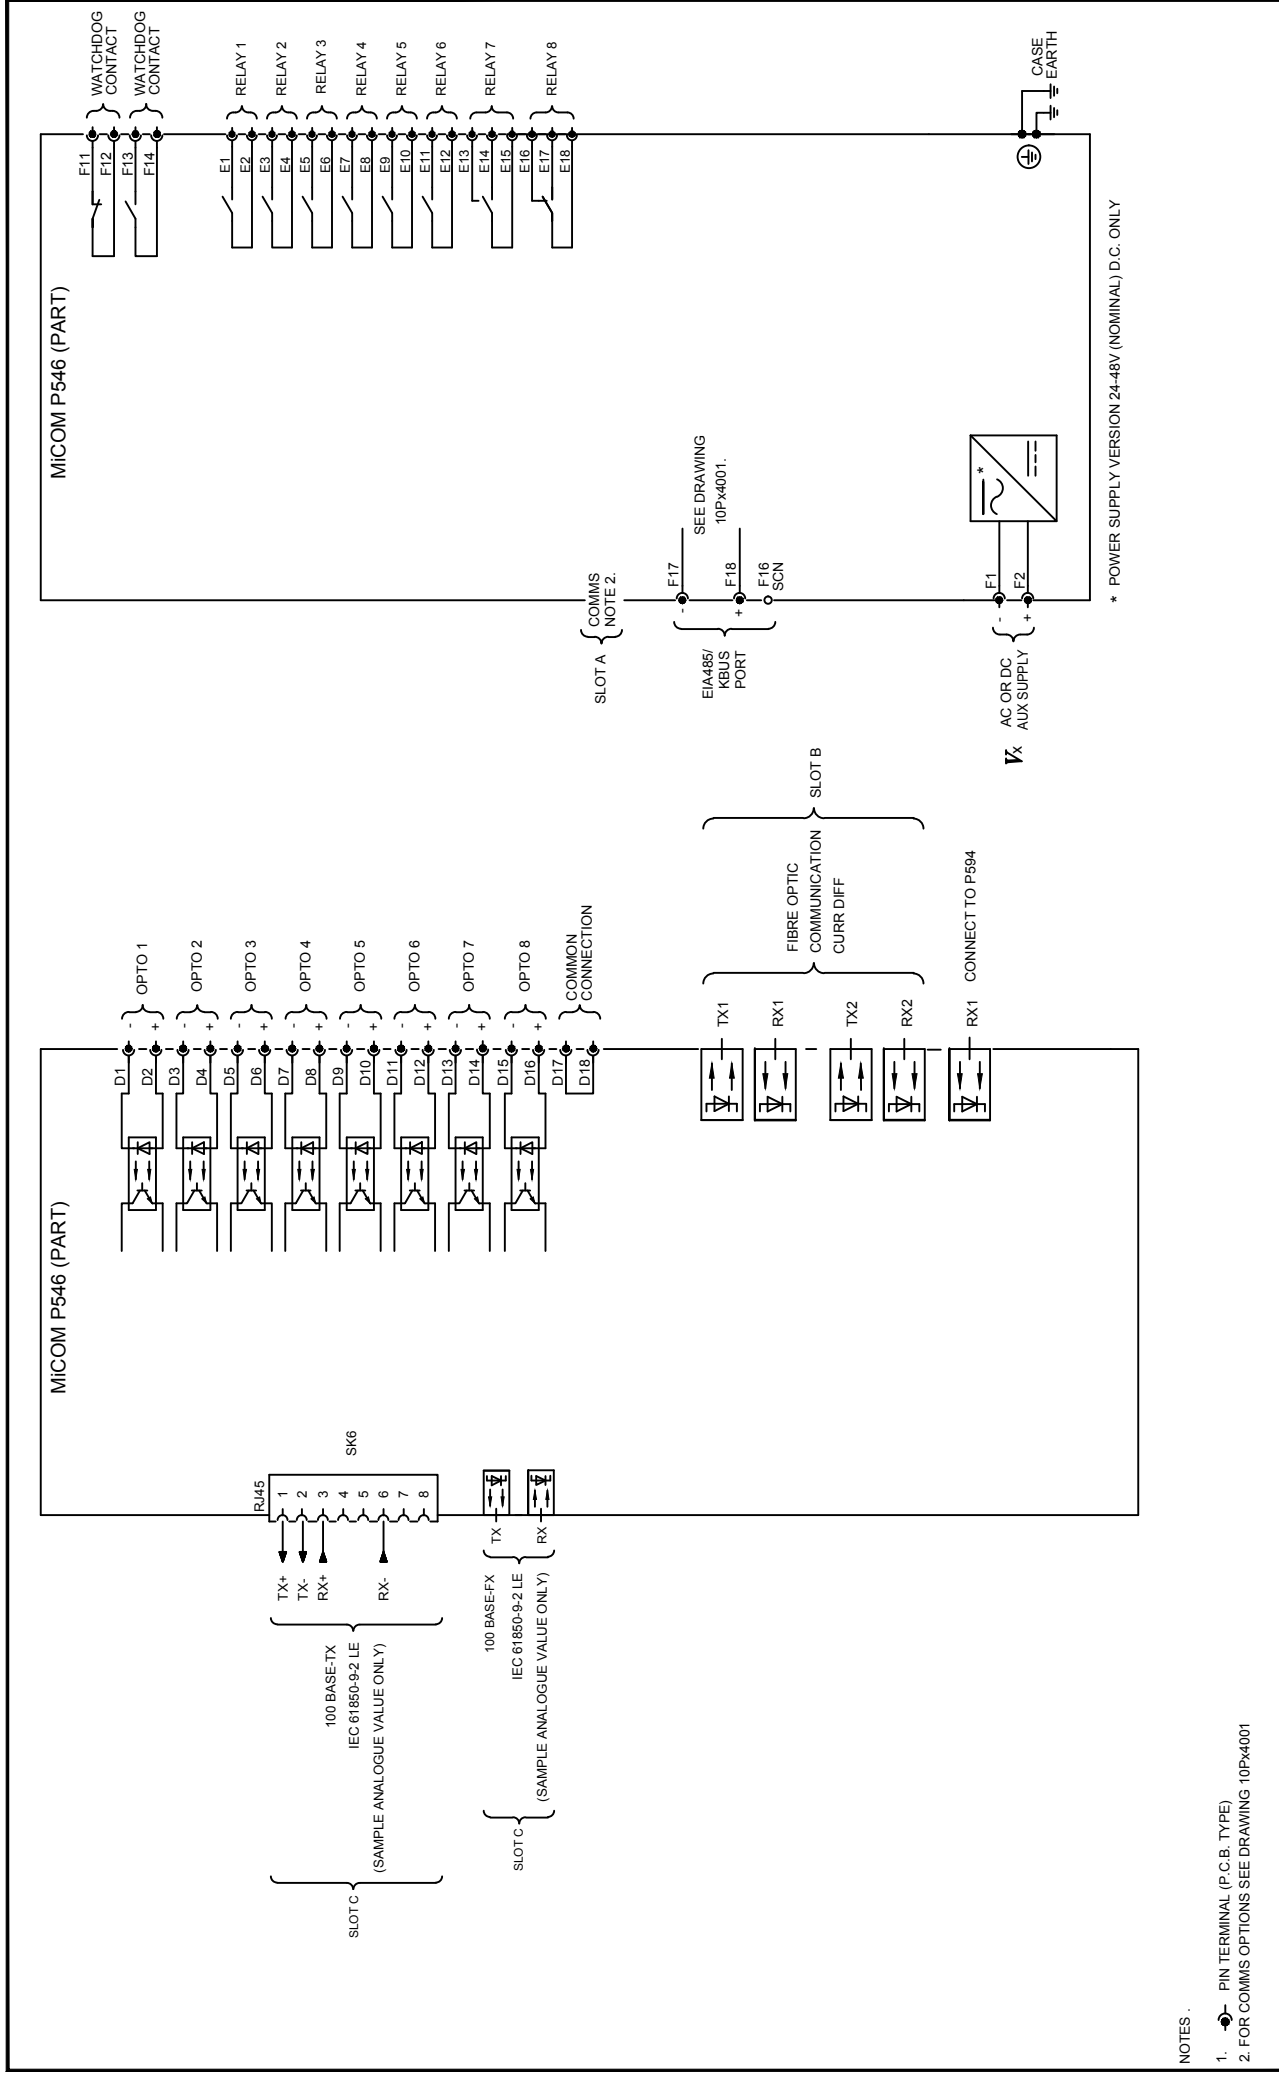 MiCOM P546 (PART)
RJ45
SK6
1
2
3
4
5
6
7
8
TX+
TX-
RX+
RX-
100 BASE-TX
IEC 61850-9-2 LE
(SAMPLE ANALOGUE VALUE ONLY)
SLOT C
TX
RX
100 BASE-FX
IEC 61850-9-2 LE
(SAMPLE ANALOGUE VALUE ONLY)
SLOT C
D1
-
D2
+
OPTO 1
D3
-
D4
+
OPTO 2
D5
-
D6
+
OPTO 3
D7
-
D8
+
OPTO 4
D9
-
D10
+
OPTO 5
D11
-
D12
+
OPTO 6
D13
-
D14
+
OPTO 7
D15
-
D16
+
OPTO 8
D17
D18
COMMON
CONNECTION
TX1
RX1
TX2
RX2
FIBRE OPTIC
COMMUNICATION
CURR DIFF
SLOT B
RX1
CONNECT TO P594
MiCOM P546 (PART)
F11
F12
WATCHDOG
CONTACT
F13
F14
WATCHDOG
CONTACT
E1
E2
RELAY 1
E3
E4
RELAY 2
E5
E6
RELAY 3
E7
E8
RELAY 4
E9
E10
RELAY 5
E11
E12
RELAY 6
E13
E14
E15
RELAY 7
E16
E17
E18
RELAY 8
SLOT A
COMMS
NOTE 2.
EIA485/
KBUS
PORT
-
F17
+
F18
F16
SCN
SEE DRAWING
10Px4001.
Vx
AC OR DC
AUX SUPPLY
-
F1
+
F2
*
CASE
EARTH
* POWER SUPPLY VERSION 24-48V (NOMINAL) D.C. ONLY
NOTES .
1. PIN TERMINAL (P.C.B. TYPE)
2. FOR COMMS OPTIONS SEE DRAWING 10Px4001